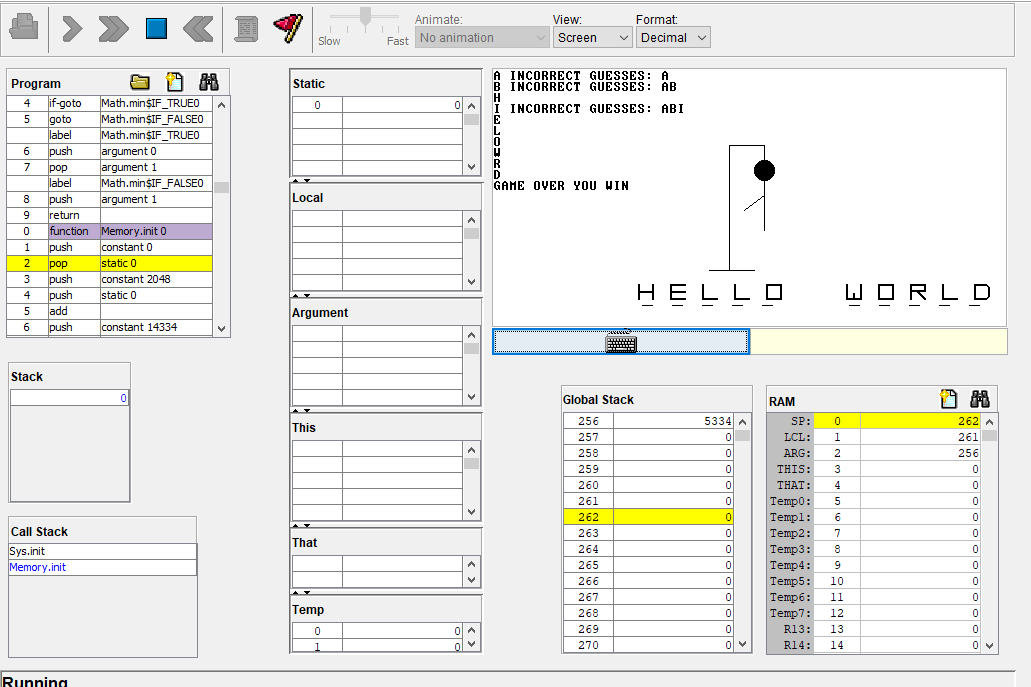 Slow Fast
Animate:
No animation
View:
Screen
Format:
Decimal
Program
4 if-goto Math.min$IF_TRUE0
5 goto Math.min$IF_FALSE0
label Math.min$IF_TRUE0
6 push argument 0
7 pop argument 1
label Math.min$IF_FALSE0
8 push argument 1
9 return
0 function Memory.init 0
1 push constant 0
2 pop static 0
3 push constant 2048
4 push static 0
5 add
6 push constant 14334
Stack
0
Call Stack
Sys.init
Memory.init
Static
0 0
Local
Argument
This
That
Temp
0 0
1 0
A INCORRECT GUESSES: A
B INCORRECT GUESSES: AB
H
I INCORRECT GUESSES: ABI
E
L
O
W
R
D
GAME OVER YOU WIN
H E L L O W O R L D
Global Stack
256 5334
257 0
258 0
259 0
260 0
261 0
262 0
263 0
264 0
265 0
266 0
267 0
268 0
269 0
270 0
RAM
SP: 0 262
LCL: 1 261
ARG: 2 256
THIS: 3 0
THAT: 4 0
Temp0: 5 0
Temp1: 6 0
Temp2: 7 0
Temp3: 8 0
Temp4: 9 0
Temp5: 10 0
Temp6: 11 0
Temp7: 12 0
R13: 13 0
R14: 14 0
Running